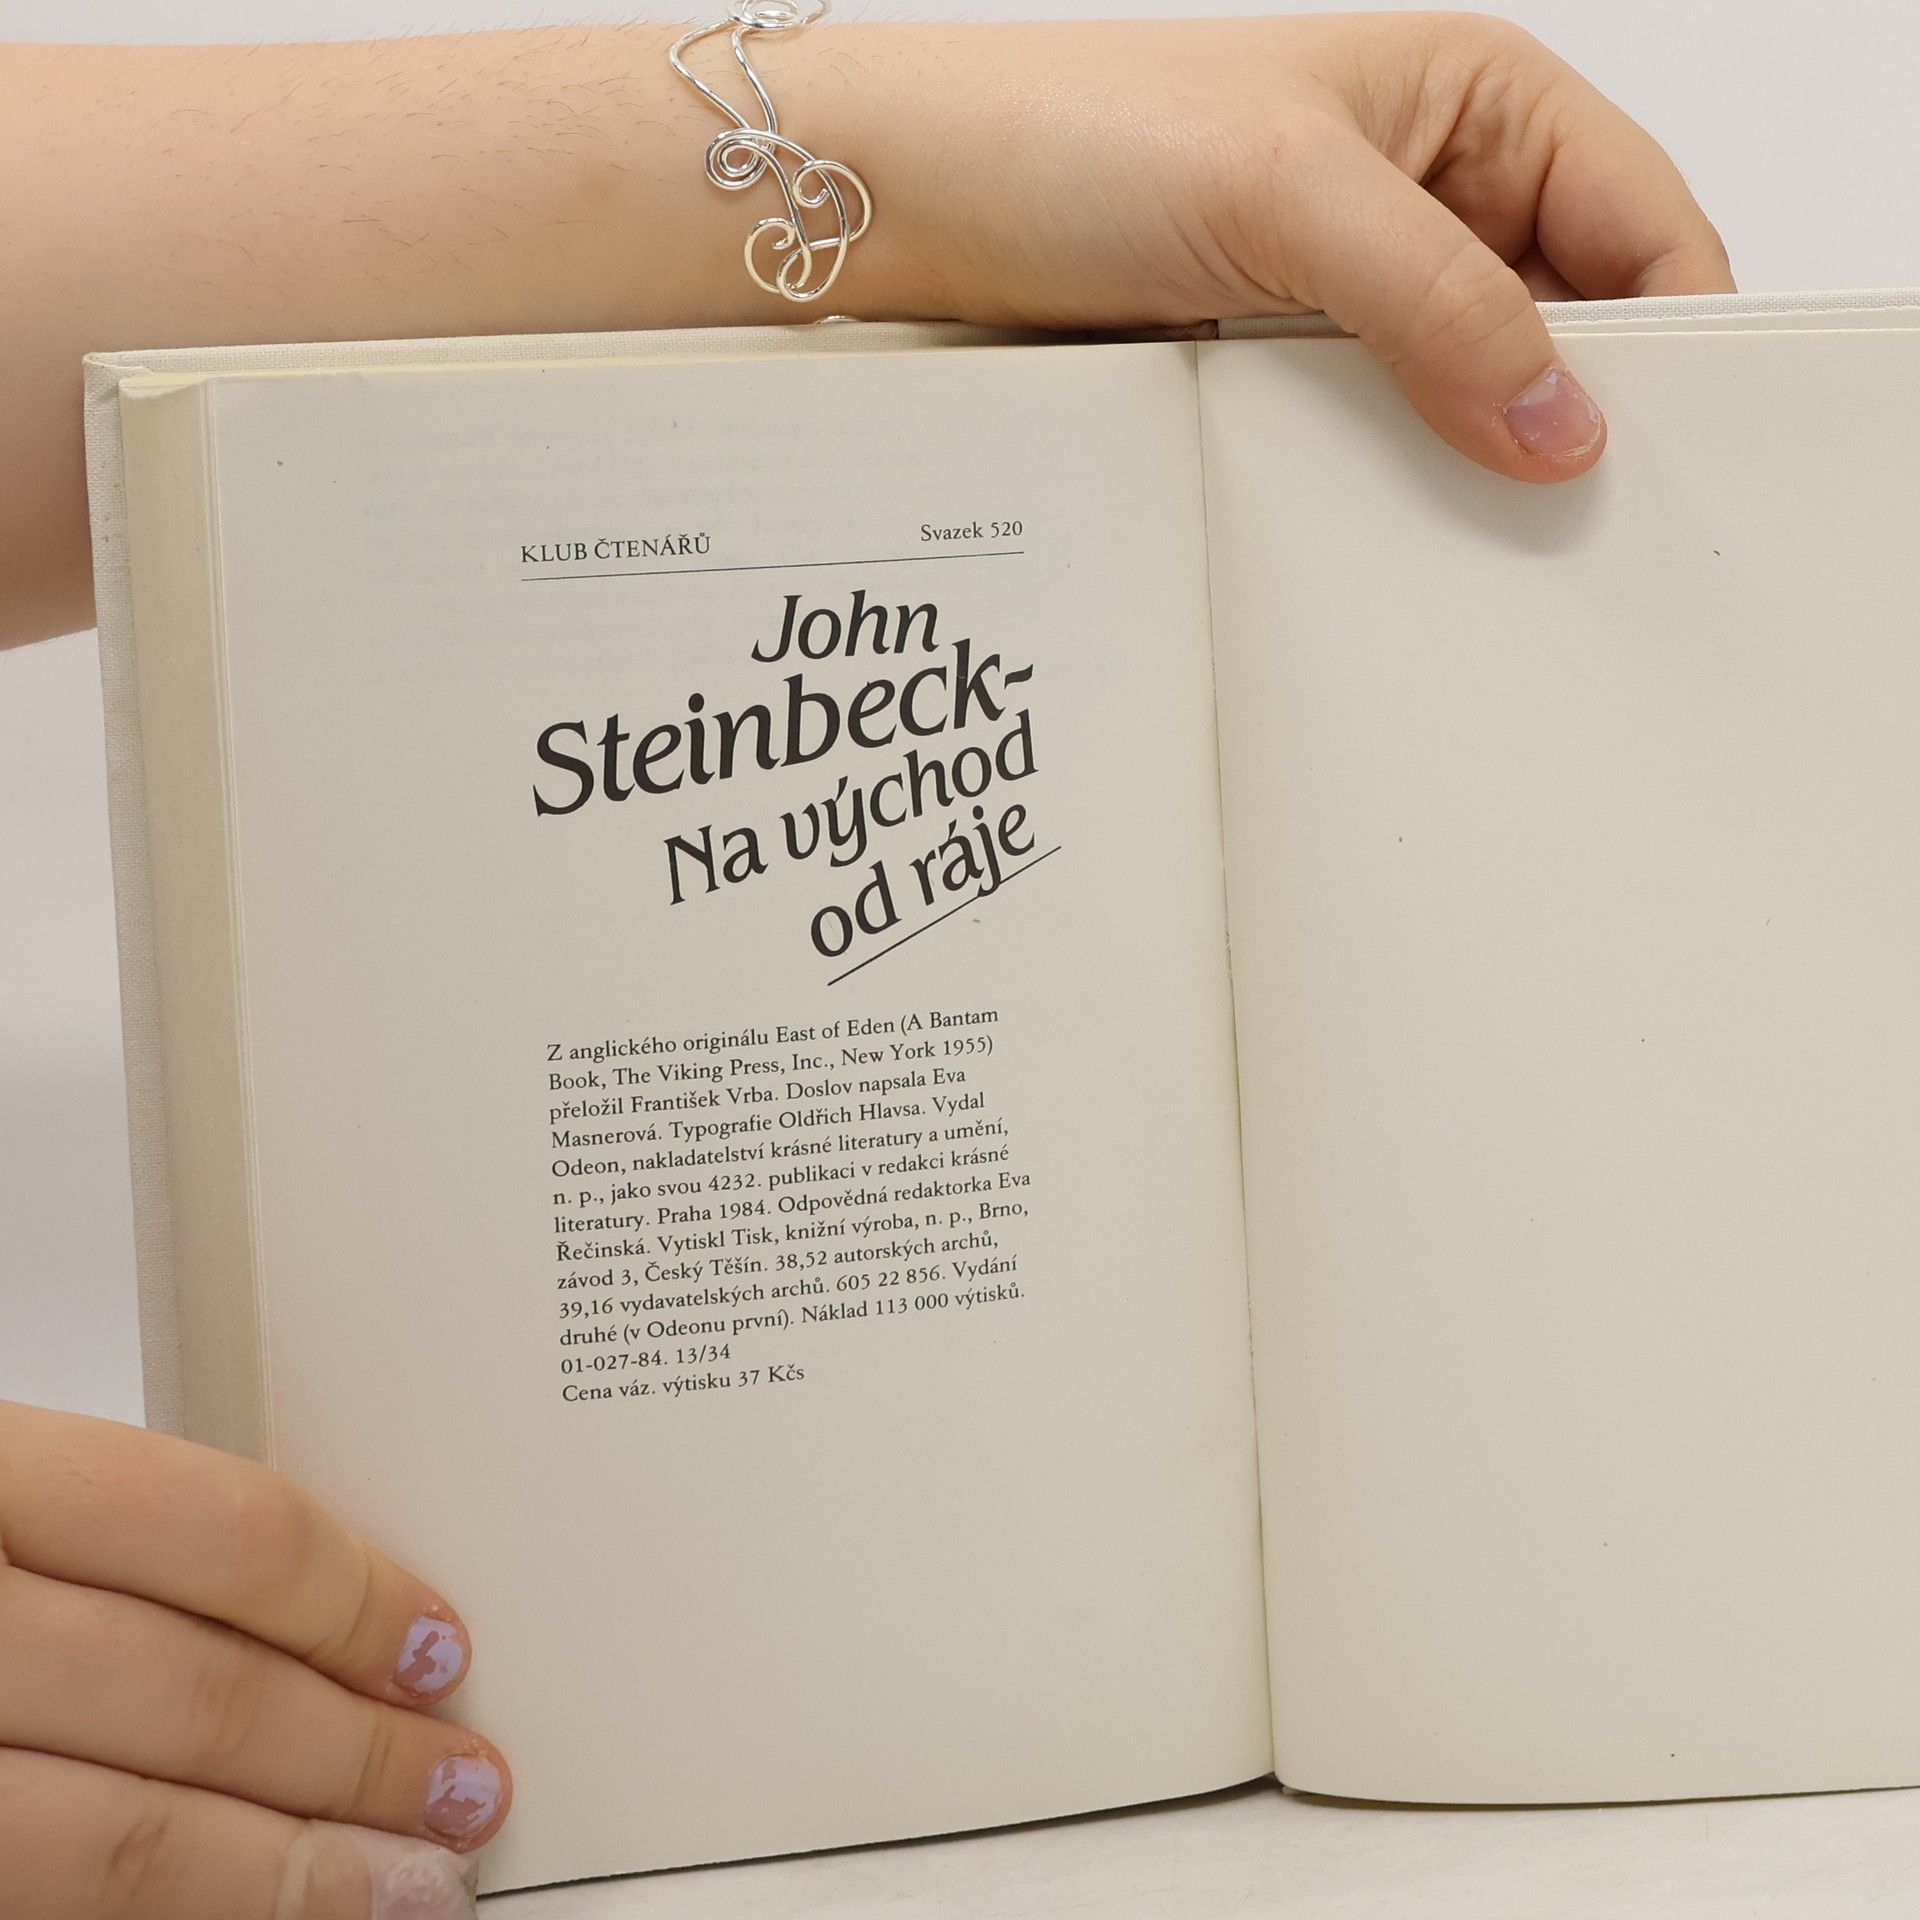 KLUB ČTENÁŘŮ Svazek 520
John
Steinbeck-
Na východ
od ráje
Z anglického originálu East of Eden (A Bantam
Book, The Viking Press, Inc., New York 1955)
přeložil František Vrba. Doslov napsala Eva
Masnerová. Typografie Oldřich Hlavsa. Vydal
Odeon, nakladatelství krásné literatury a umění,
n. p., jako svou 4232. publikaci v redakci krásné
literatury. Praha 1984. Odpovědná redaktorka Eva
Řečinská. Vytiskl Tisk, knižní výroba, n. p., Brno,
závod 3, Český Těšín. 38,52 autorských archů,
39,16 vydavatelských archů. 605 22 856. Vydání
druhé (v Odeonu první). Náklad 113 000 výtisků.
01-027-84. 13/34
Cena váz. výtisku 37 Kčs